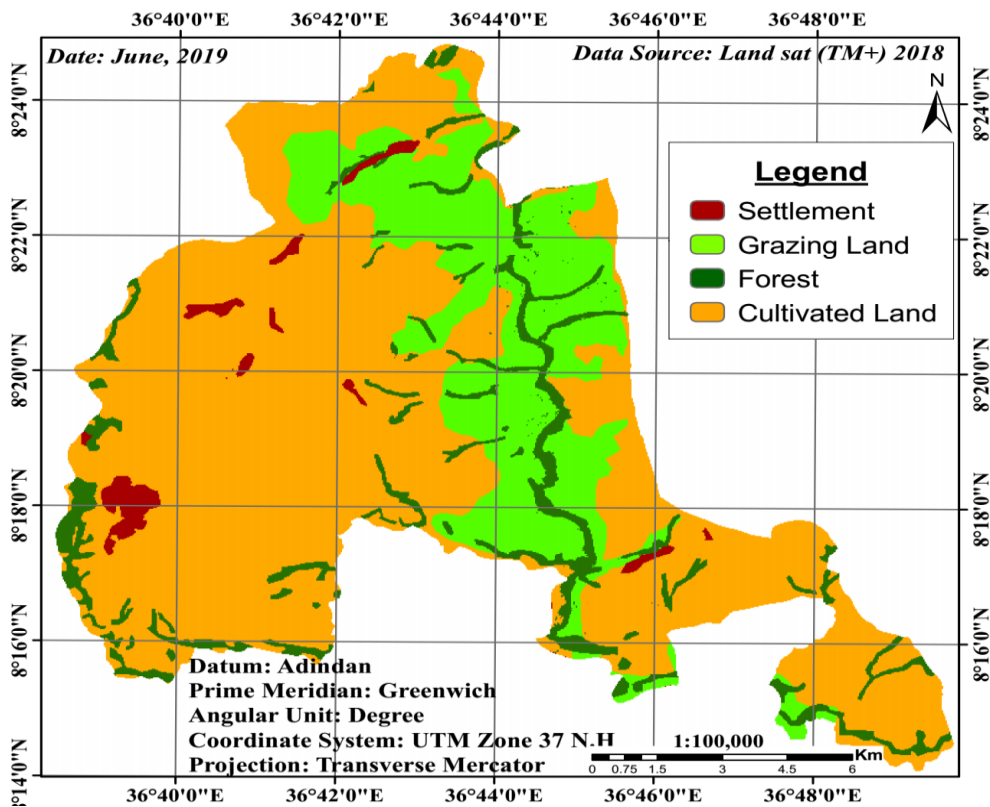 36°40'0"E 36°42'0"E 36°44'0"E 36°46'0"E 36°48'0"E
Date: June, 2019
Data Source: Land sat (TM+) 2018
8°24'0"N
8°22'0"N
8°20'0"N
8°18'0"N
8°16'0"N
8°14'0"N
N
Legend
Settlement
Grazing Land
Forest
Cultivated Land
8°24'0"N
8°22'0"N
8°20'0"N
8°18'0"N
8°16'0"N
Datum: Adindan
Prime Meridian: Greenwich
Angular Unit: Degree
Coordinate System: UTM Zone 37 N.H
Projection: Transverse Mercator
1:100,000
Km
0 0.75 1.5 3 4.5 6
36°40'0"E 36°42'0"E 36°44'0"E 36°46'0"E 36°48'0"E